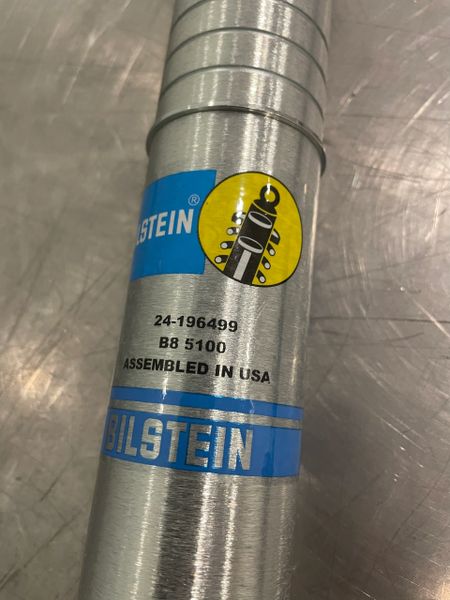 LSTEIN®
24-196499
B8 5100
ASSEMBLED IN USA
BILSTEIN